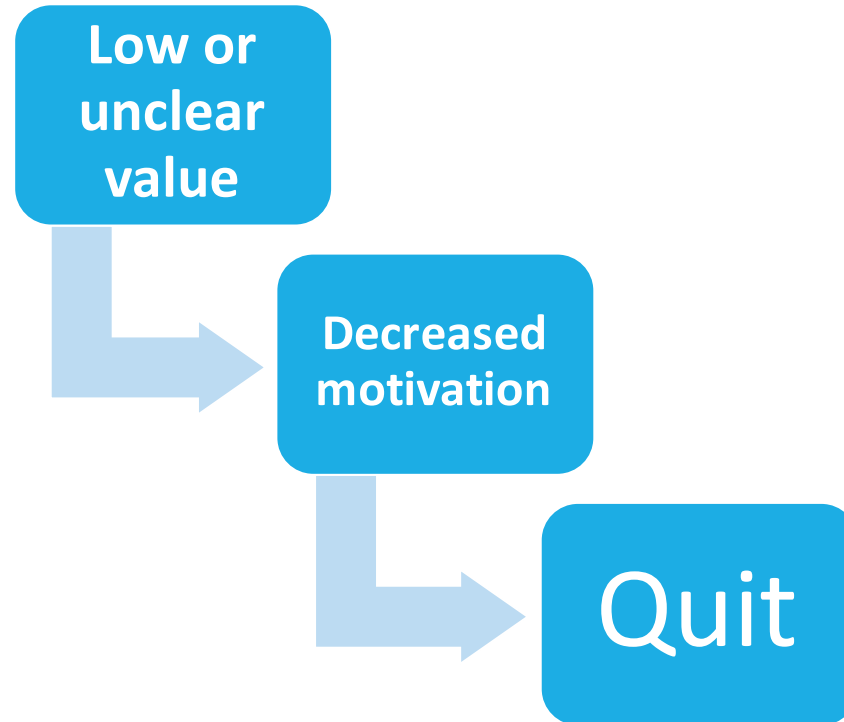 Low or
unclear
value
Decreased
motivation
Quit